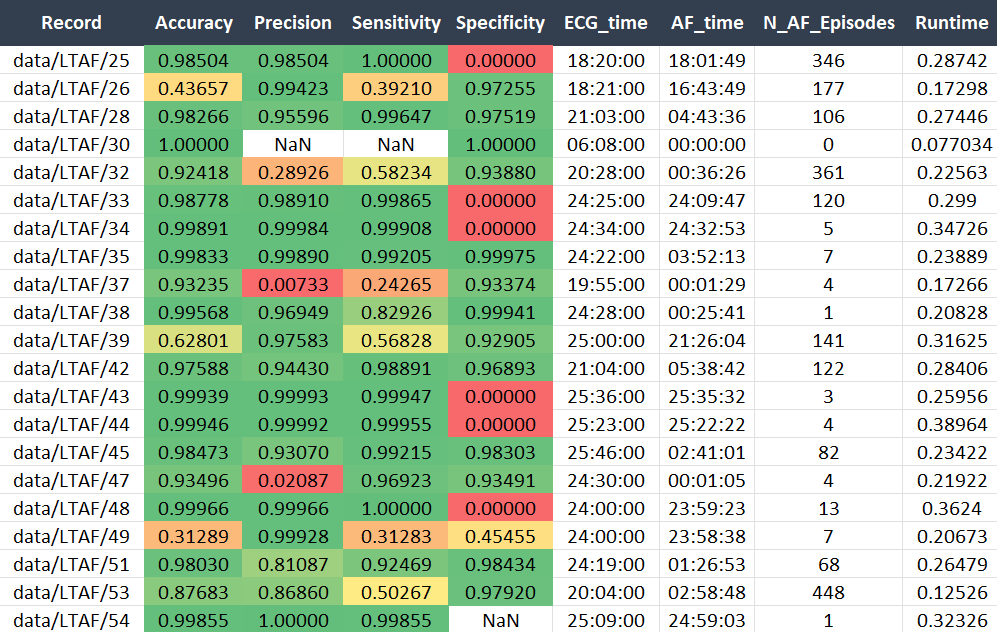 Record Accuracy Precision Sensitivity Specificity ECG_time AF_time N_AF_Episodes Runtime
data/LTAF/25 0.98504 0.98504 1.00000 0.00000 18:20:00 18:01:49 346 0.28742
data/LTAF/26 0.43657 0.99423 0.39210 0.97255 18:21:00 16:43:49 177 0.17298
data/LTAF/28 0.98266 0.95596 0.99647 0.97519 21:03:00 04:43:36 106 0.27446
data/LTAF/30 1.00000 NaN NaN 1.00000 06:08:00 00:00:00 0 0.077034
data/LTAF/32 0.92418 0.28926 0.58234 0.93880 20:28:00 00:36:26 361 0.22563
data/LTAF/33 0.98778 0.98910 0.99865 0.00000 24:25:00 24:09:47 120 0.299
data/LTAF/34 0.99891 0.99984 0.99908 0.00000 24:34:00 24:32:53 5 0.34726
data/LTAF/35 0.99833 0.99890 0.99205 0.99975 24:22:00 03:52:13 7 0.23889
data/LTAF/37 0.93235 0.00733 0.24265 0.93374 19:55:00 00:01:29 4 0.17266
data/LTAF/38 0.99568 0.96949 0.82926 0.99941 24:28:00 00:25:41 1 0.20828
data/LTAF/39 0.62801 0.97583 0.56828 0.92905 25:00:00 21:26:04 141 0.31625
data/LTAF/42 0.97588 0.94430 0.98891 0.96893 21:04:00 05:38:42 122 0.28406
data/LTAF/43 0.99939 0.99993 0.99947 0.00000 25:36:00 25:35:32 3 0.25956
data/LTAF/44 0.99946 0.99992 0.99955 0.00000 25:23:00 25:22:22 4 0.38964
data/LTAF/45 0.98473 0.93070 0.99215 0.98303 25:46:00 02:41:01 82 0.23422
data/LTAF/47 0.93496 0.02087 0.96923 0.93491 24:30:00 00:01:05 4 0.21922
data/LTAF/48 0.99966 0.99966 1.00000 0.00000 24:00:00 23:59:23 13 0.3624
data/LTAF/49 0.31289 0.99928 0.31283 0.45455 24:00:00 23:58:38 7 0.20673
data/LTAF/51 0.98030 0.81087 0.92469 0.98434 24:19:00 01:26:53 68 0.26479
data/LTAF/53 0.87683 0.86860 0.50267 0.97920 20:04:00 02:58:48 448 0.12526
data/LTAF/54 0.99855 1.00000 0.99855 NaN 25:09:00 24:59:03 1 0.32326